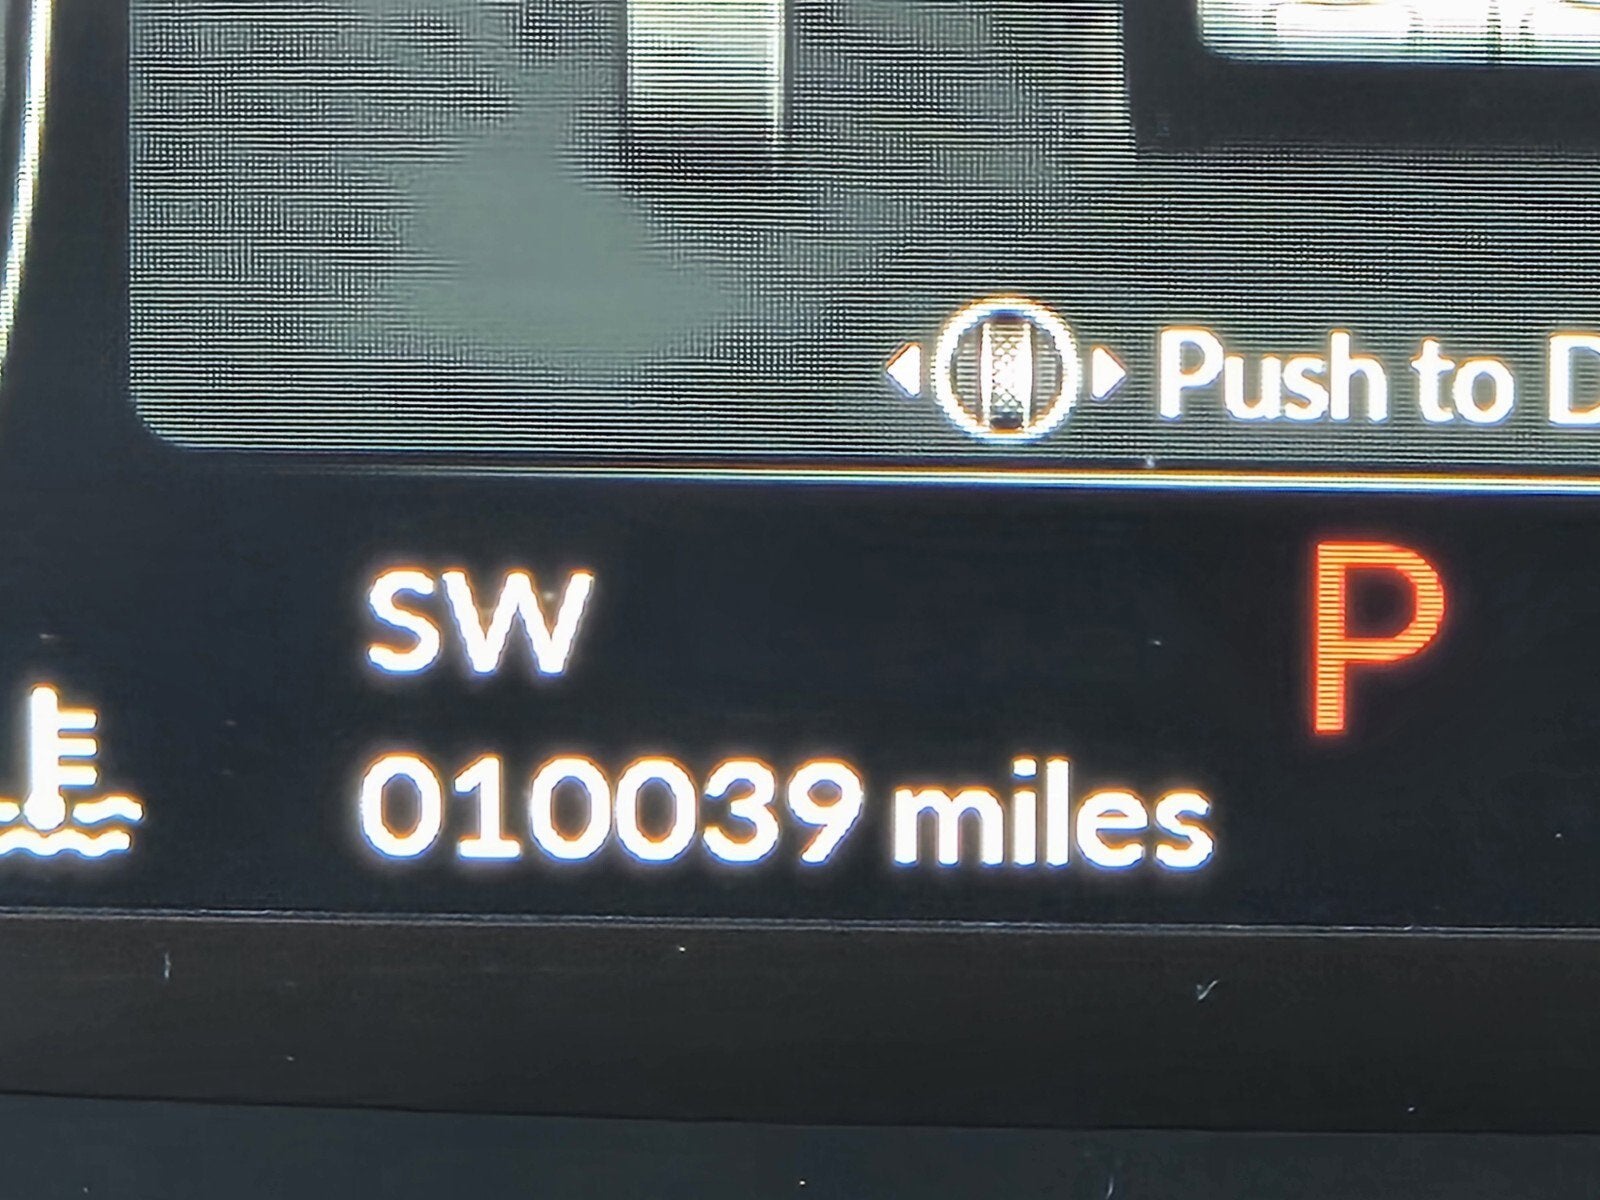 Push to D
SW
P
010039 miles